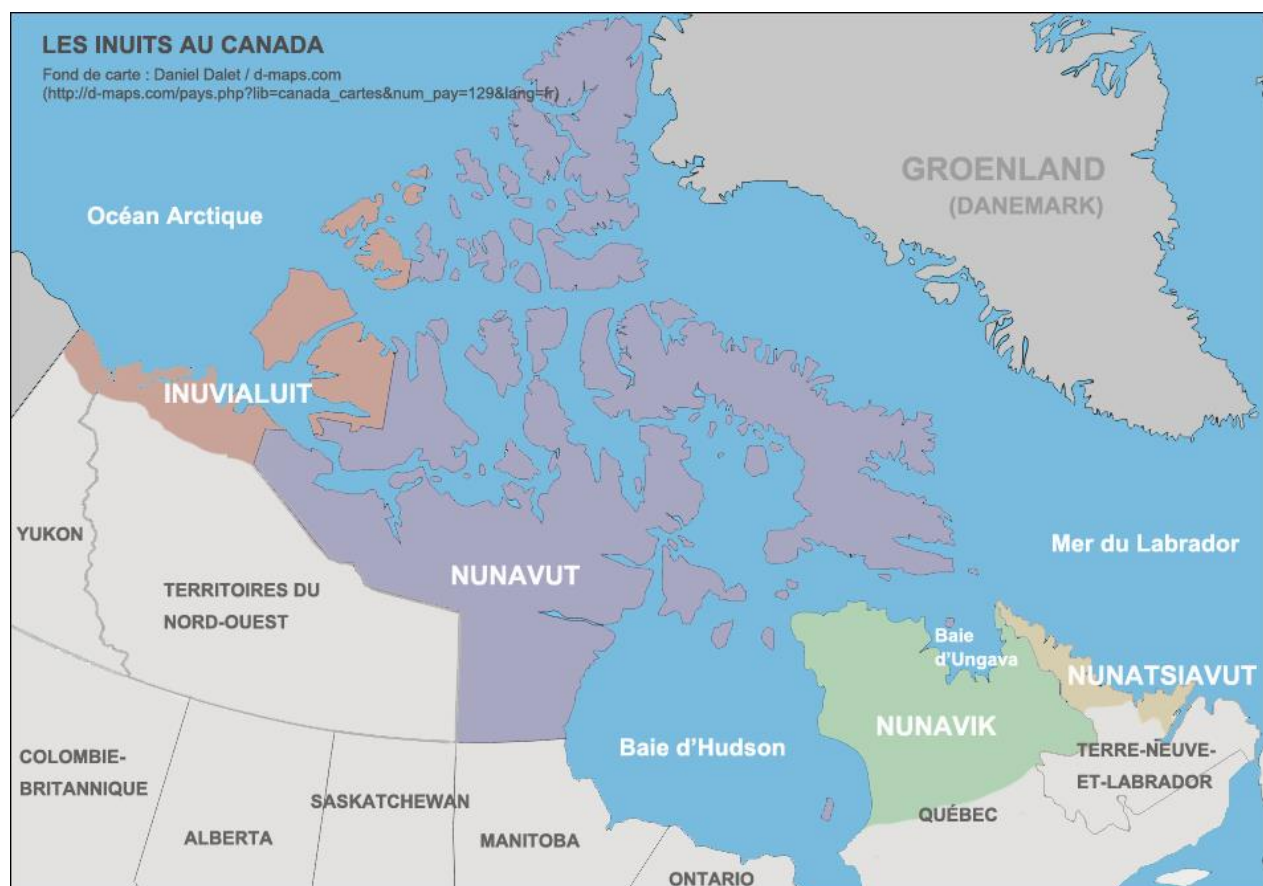 LES INUITS AU CANADA
Fond de carte : Daniel Dalet / d-maps.com
(http://d-maps.com/pays.php?lib=canada_cartes&num_pay=129&lang=fr)
GROENLAND
(DANEMARK)
Océan Arctique
INUVIALUIT
YUKON
Mer du Labrador
NUNAVUT
TERRITOIRES DU
NORD-OUEST
Baie
d'Ungava
NUNATSIAVUT
NUNAVIK
Baie d'Hudson
COLOMBIE-
BRITANNIQUE
TERRE-NEUVE-
ET-LABRADOR
SASKATCHEWAN
QUÉBEC
ALBERTA
MANITOBA
ONTARIO